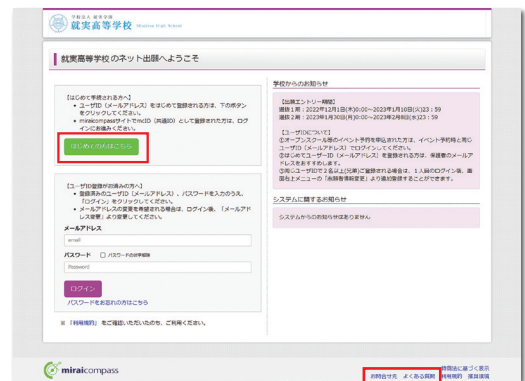 学校法人 就実学園
就実高等学校
就実高等学校 のネット出願へようこそ
【はじめて手続される方へ】
• ユーザID（メールアドレス）をはじめて登録される方は、下のボタン
をクリックしてください。
• miraicompassサイトでmcID（共通ID）として登録された方は、ログ
インにお進みください。
はじめての方はこちら
【ユーザID登録がお済みの方へ】
• 登録済みのユーザID（メールアドレス）、パスワードを入力のうえ、
「ログイン」をクリックしてください。
• メールアドレスの変更を希望される場合は、ログイン後、「メールアド
レス変更」より変更してください。
メールアドレス
email
パスワード □ パスワードの伏字解除
Password
ログイン
パスワードをお忘れの方はこちら
※ 「利用規約」 をご確認いただいたのち、ご利用ください。
学校からのお知らせ
【出願エントリー期間】
選抜１期：2022年12月1日(木)0:00～2023年1月10日(火)23：59
選抜２期：2023年1月30日(月)0:00～2023年2月8日(水)23：59
【ユーザIDについて】
①オープンスクール等のイベント予約を申込まれた方は、イベント予約時と同じ
ユーザID（メールアドレス）でログインしてください。
②はじめてユーザーID（メールアドレス）を登録される方は、保護者のメールア
ドレスをおすすめします。
③同じユーザIDで２名以上(兄弟)ご登録される場合は、１人目のログイン後、画
面右上メニューの「志願者情報変更」より追加登録することができます。
システムに関するお知らせ
システムからのお知らせはありません
miraicompass
お問合せ先 よくある質問 利用規約 推奨環境